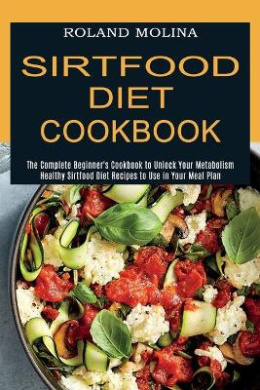 ROLAND MOLINA
SIRTFOOD
DIET
COOKBOOK
The Complete Beginner's Cookbook to Unlock Your Metabolism
Healthy Sirtfood Diet Recipes to Use in Your Meal Plan